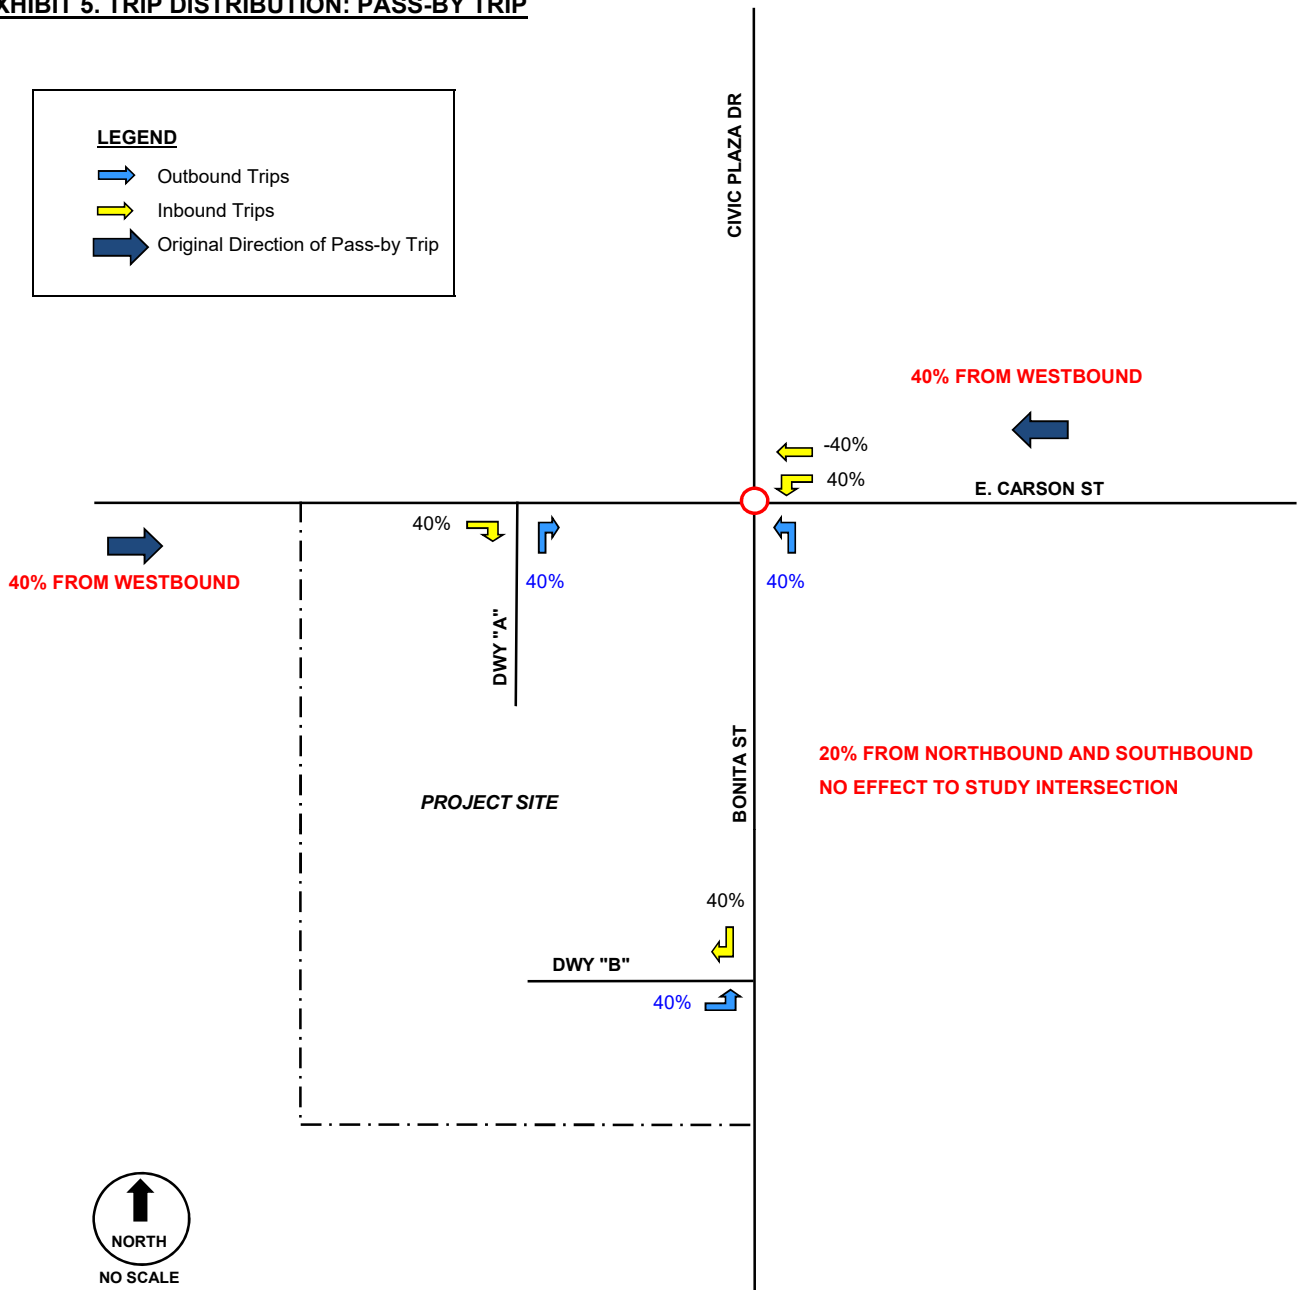 XHIBIT 5. TRIP DISTRIBUTION: PASS-BY TRIP
LEGEND
Outbound Trips
Inbound Trips
Original Direction of Pass-by Trip
CIVIC PLAZA DR
40% FROM WESTBOUND
-40%
40%
E. CARSON ST
40%
40% FROM WESTBOUND
40%
40%
DWY "A"
BONITA ST
20% FROM NORTHBOUND AND SOUTHBOUND
NO EFFECT TO STUDY INTERSECTION
PROJECT SITE
40%
DWY "B"
40%
NORTH
NO SCALE